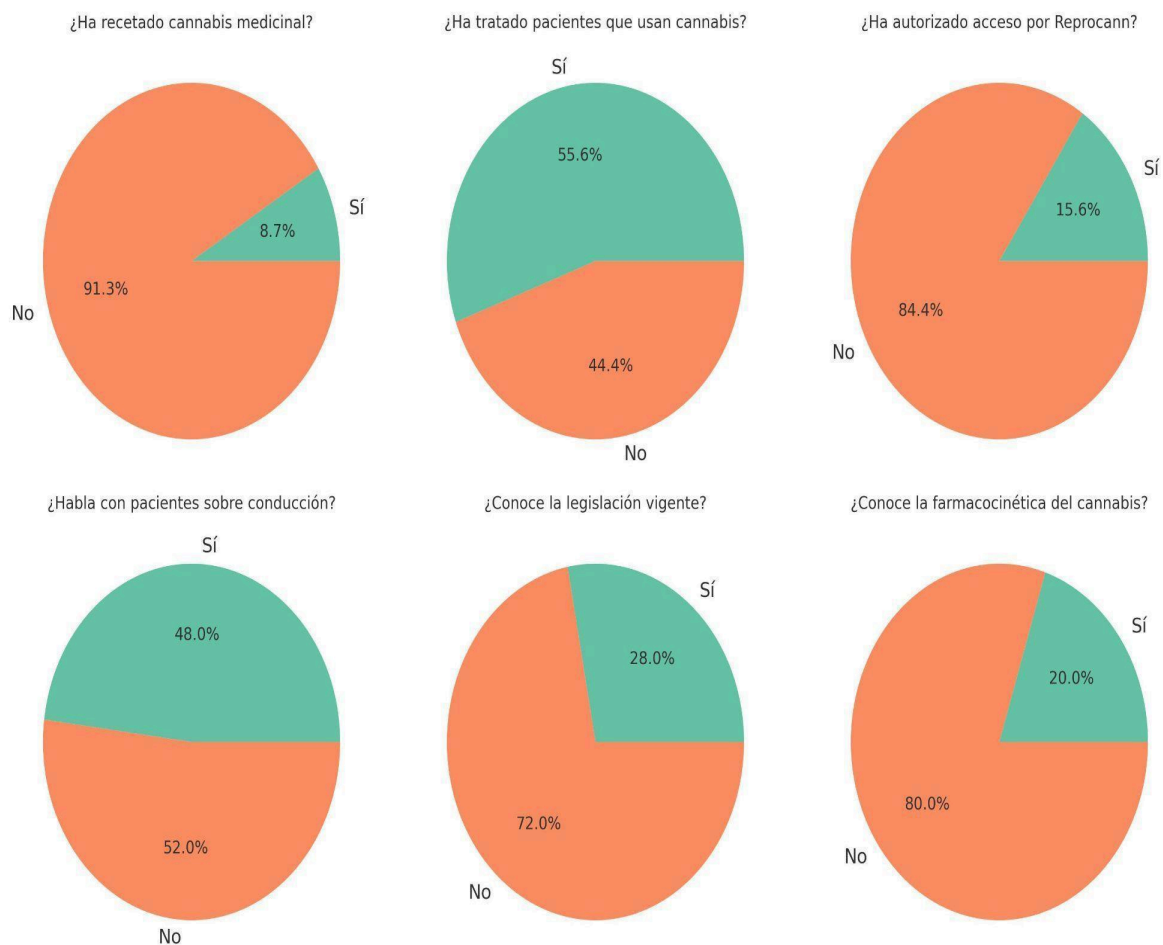 ¿Ha recetado cannabis medicinal?
Sí
8.7%
91.3%
No
¿Ha tratado pacientes que usan cannabis?
Sí
55.6%
44.4%
No
¿Ha autorizado acceso por Reprocann?
Sí
15.6%
84.4%
No
¿Habla con pacientes sobre conducción?
Sí
48.0%
52.0%
No
¿Conoce la legislación vigente?
Sí
28.0%
72.0%
No
¿Conoce la farmacocinética del cannabis?
Sí
20.0%
80.0%
No